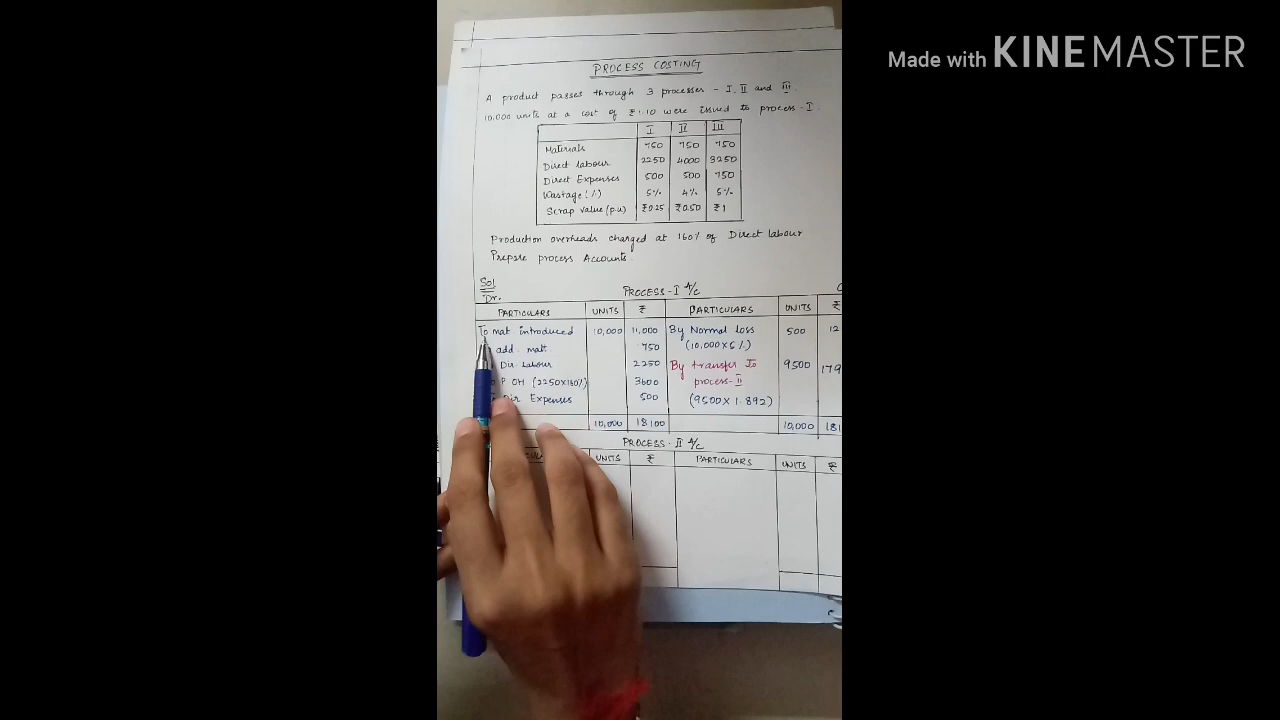 Made with KINEMASTER
PROCESS COSTING
A product passes through 3 processes - I, II and III.
10,000 units at a cost of ₹1.10 were issued to process - I.
I II III
Materials 750 750 750
Direct labour 2250 4000 3250
Direct Expenses 500 500 750
Wastage (%) 5% 4% 5%
Scrap value (p.u) ₹0.25 ₹0.50 ₹1
Production overheads charged at 160% of Direct labour
Prepare process Accounts.
Sol
Dr. PROCESS - I A/C
PARTICULARS UNITS ₹ PARTICULARS UNITS ₹
To mat introduced 10,000 11,000 By Normal loss 500 12
add. mat 750 (10,000 x 5%)
Dir Labour 2250 By transfer To 9500 179
P OH (2250x160%) 3600 process - II
Dir Expenses 500 (9500 x 1.892)
10,000 18100 10,000 181
PROCESS - II A/C
UNITS ₹ PARTICULARS UNITS ₹